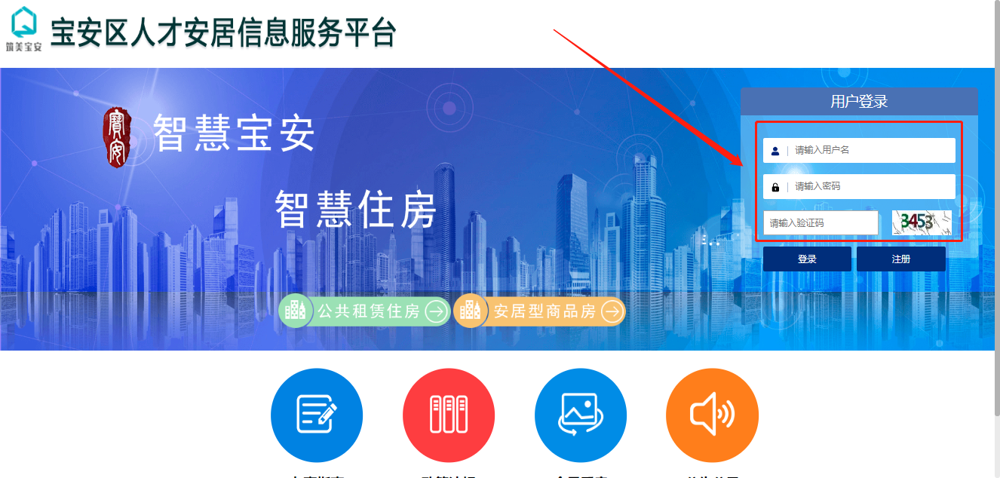 筑美宝安
宝安区人才安居信息服务平台
寶安
智慧宝安
智慧住房
公共租赁住房
安居型商品房
用户登录
请输入用户名
请输入密码
请输入验证码
3453
登录
注册